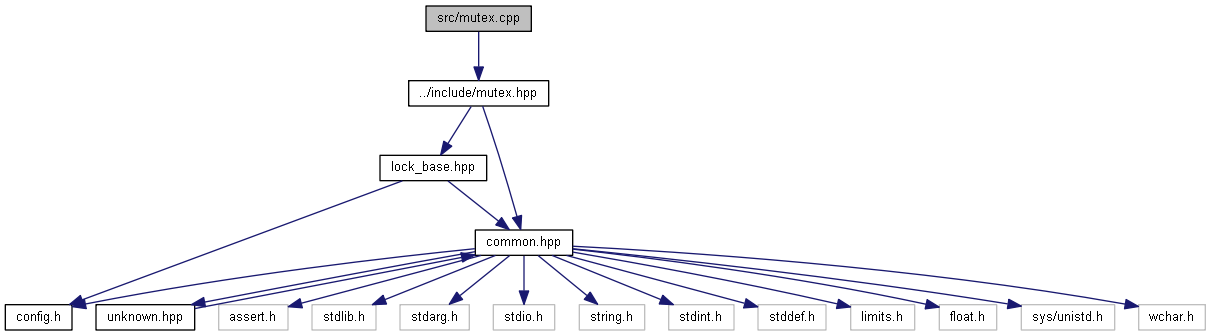 src/mutex.cpp
../include/mutex.hpp
lock_base.hpp
common.hpp
config.h
unknown.hpp
assert.h
stdlib.h
stdarg.h
stdio.h
string.h
stdint.h
stddef.h
limits.h
float.h
sys/unistd.h
wchar.h